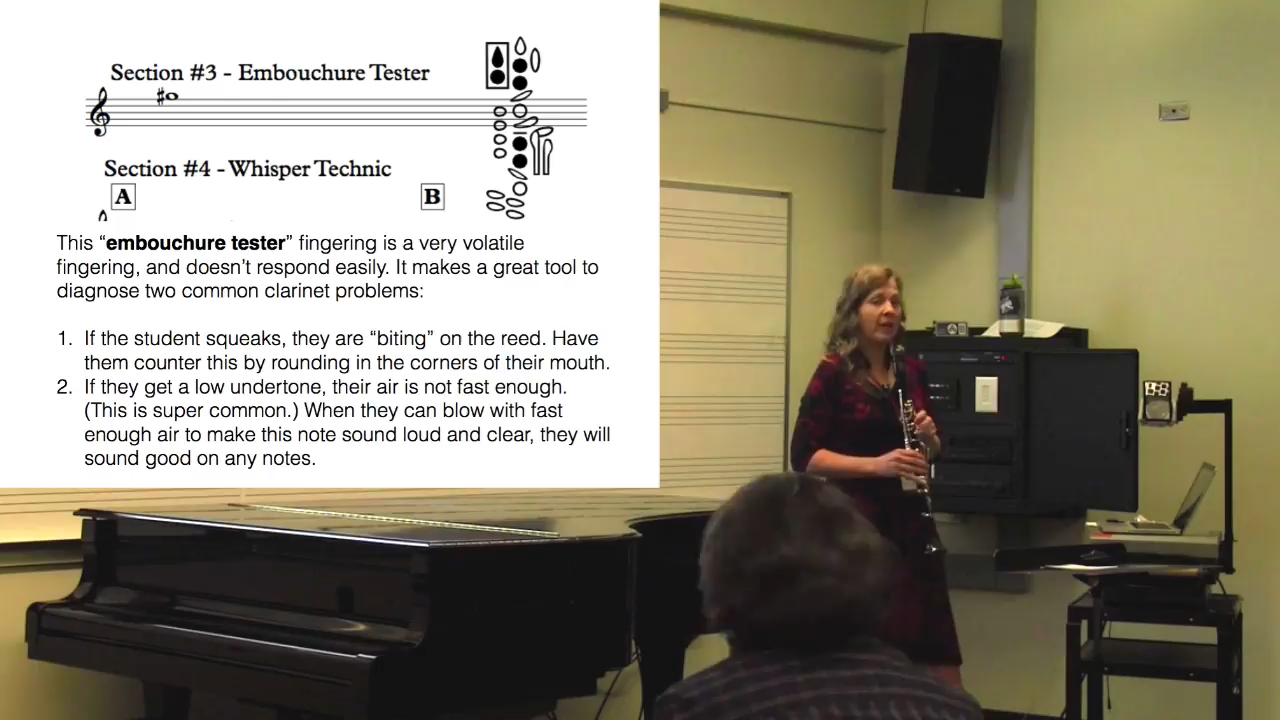 Section #3 - Embouchure Tester
Section #4 - Whisper Technic
A
B
This “embouchure tester” fingering is a very volatile
fingering, and doesn’t respond easily. It makes a great tool to
diagnose two common clarinet problems:
1. If the student squeaks, they are “biting” on the reed. Have
them counter this by rounding in the corners of their mouth.
2. If they get a low undertone, their air is not fast enough.
(This is super common.) When they can blow with fast
enough air to make this note sound loud and clear, they will
sound good on any notes.